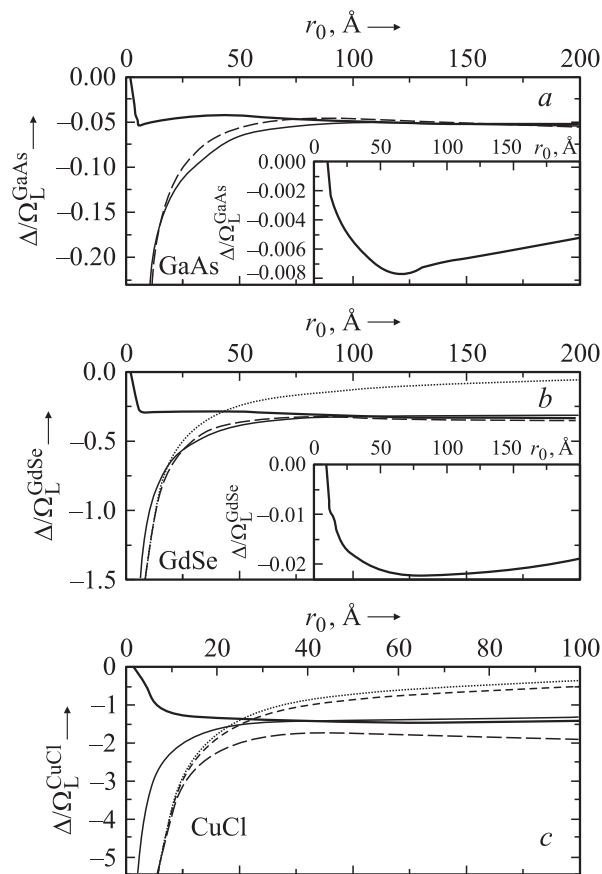 r0, Å →
0 50 100 150 200
0.00
a
−0.05
−0.10
−0.15
−0.20
Δ/Ω_L^GaAs →
GaAs
0 50 100 150 r0, Å
0.000
−0.002
−0.004
−0.006
−0.008
Δ/Ω_L^GaAs
r0, Å →
0 50 100 150 200
0.0
b
−0.5
−1.0
−1.5
Δ/Ω_L^GdSe →
GdSe
0 50 100 150 r0, Å
0.00
−0.01
−0.02
Δ/Ω_L^GdSe
r0, Å →
0 20 40 60 80 100
0
−1
−2
−3
−4
−5
Δ/Ω_L^CuCl →
CuCl
c